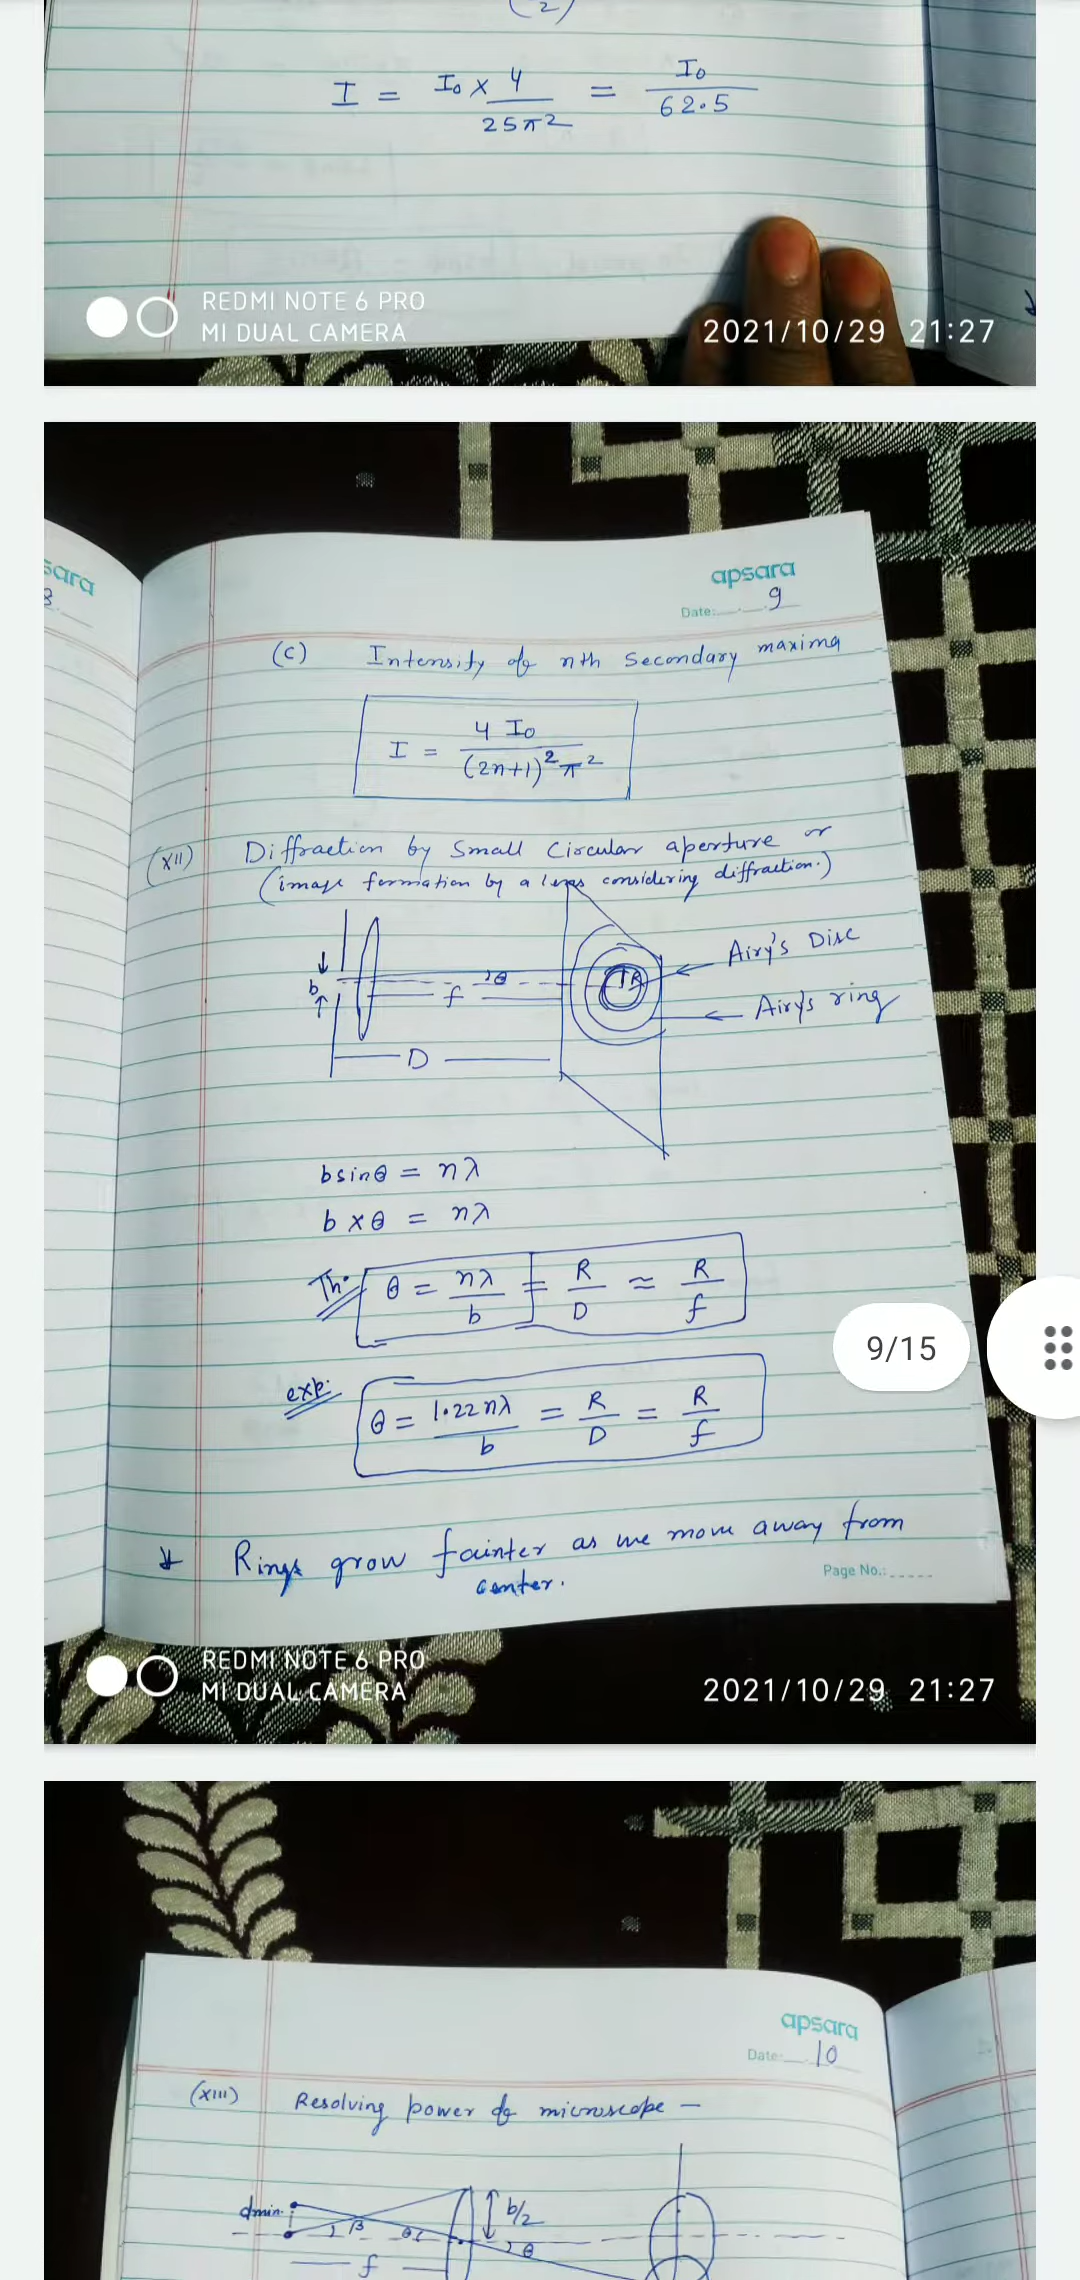 I = I₀ × 4 / 25π² = I₀ / 62.5
REDMI NOTE 6 PRO
MI DUAL CAMERA
2021/10/29 21:27
apsara
apsara
Date: 9
(c) Intensity of nth secondary maxima
I = 4 I₀ / (2n+1)² π²
(XII) Diffraction by Small Circular aperture or
(image formation by a lens considering diffraction.)
Airy's Disc
θ
R
b
f
Airy's ring
D
b sinθ = nλ
b × θ = nλ
Th. θ = nλ / b = R / D ≈ R / f
9/15
exp. θ = 1.22 nλ / b = R / D = R / f
Rings grow fainter as we move away from
center.
Page No.:
REDMI NOTE 6 PRO
MI DUAL CAMERA
2021/10/29 21:27
apsara
Date: 10
(XIII) Resolving power of microscope —
dmin.
b/2
β
θ
θ
f